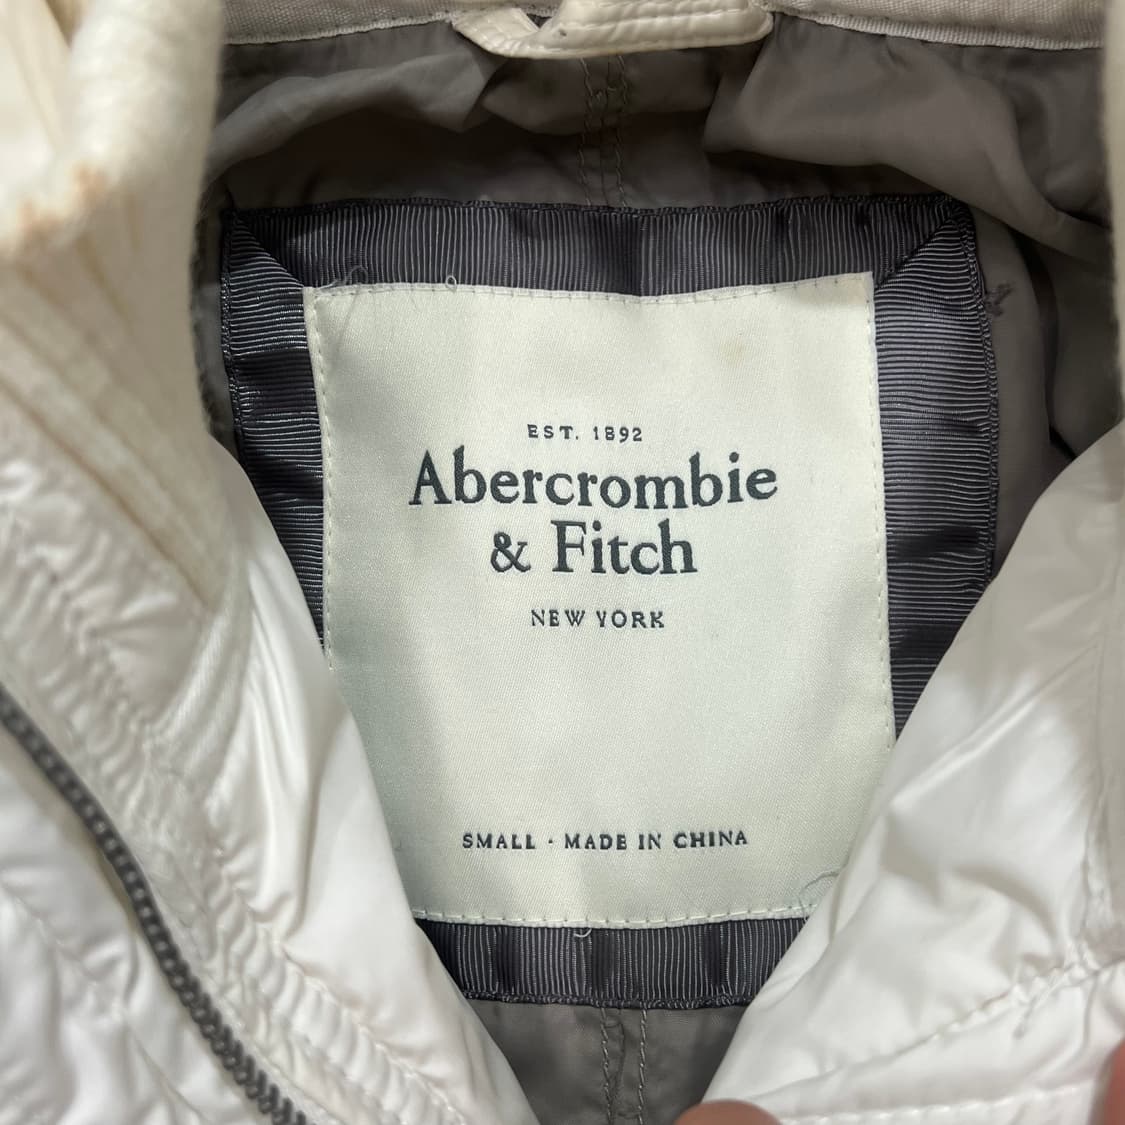 EST. 1892
Abercrombie
& Fitch
NEW YORK
SMALL · MADE IN CHINA